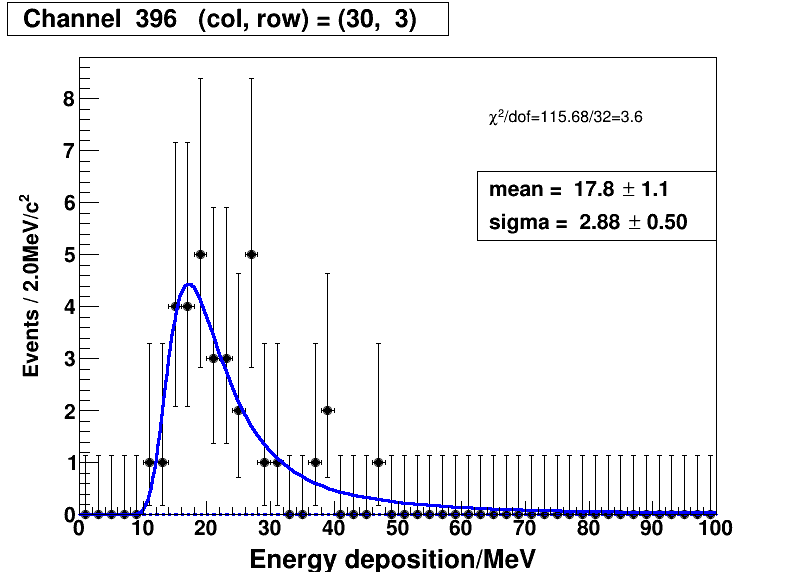 Channel 396 (col, row) = (30, 3)
χ²/dof=115.68/32=3.6
mean = 17.8 ± 1.1
sigma = 2.88 ± 0.50
Events / 2.0MeV/c²
8
7
6
5
4
3
2
1
0
0 10 20 30 40 50 60 70 80 90 100
Energy deposition/MeV